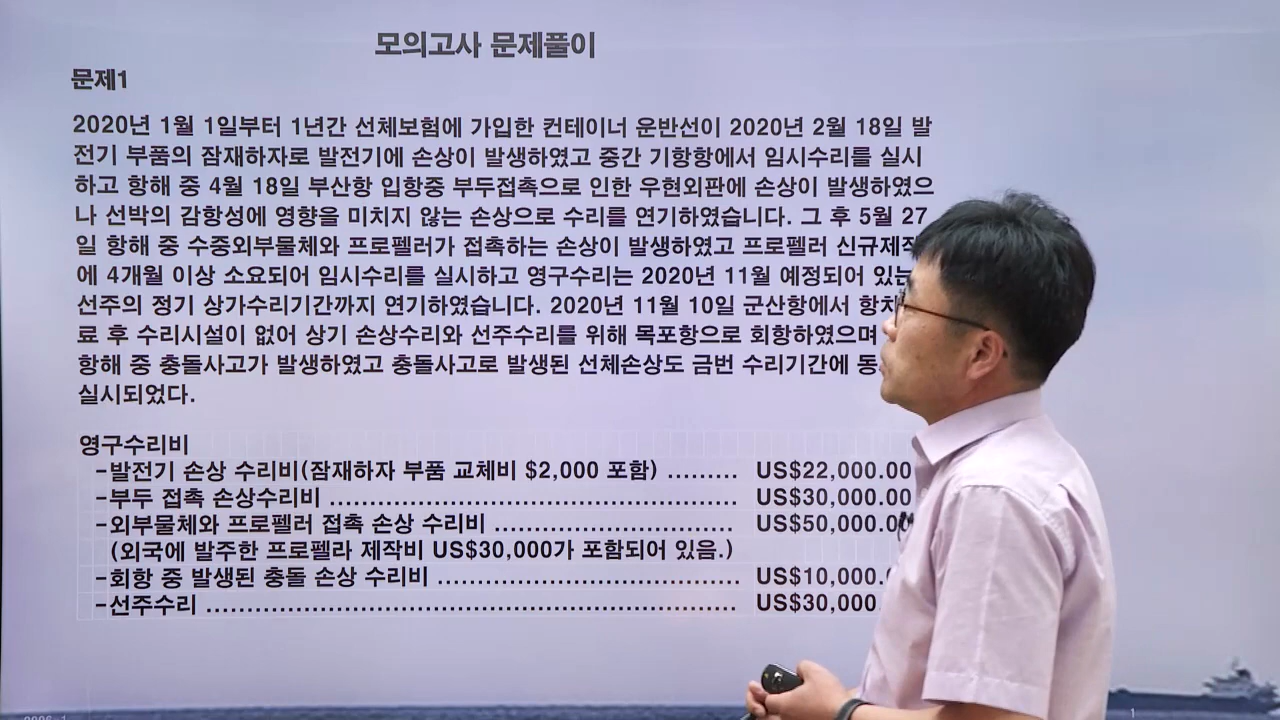 모의고사 문제풀이
문제1
2020년 1월 1일부터 1년간 선체보험에 가입한 컨테이너 운반선이 2020년 2월 18일 발
전기 부품의 잠재하자로 발전기에 손상이 발생하였고 중간 기항항에서 임시수리를 실시
하고 항해 중 4월 18일 부산항 입항중 부두접촉으로 인한 우현외판에 손상이 발생하였으
나 선박의 감항성에 영향을 미치지 않는 손상으로 수리를 연기하였습니다. 그 후 5월 27
일 항해 중 수중외부물체와 프로펠러가 접촉하는 손상이 발생하였고 프로펠러 신규제작
에 4개월 이상 소요되어 임시수리를 실시하고 영구수리는 2020년 11월 예정되어 있는
선주의 정기 상가수리기간까지 연기하였습니다. 2020년 11월 10일 군산항에서
료 후 수리시설이 없어 상기 손상수리와 선주수리를 위해 목포항으로 회항하였으며
항해 중 충돌사고가 발생하였고 충돌사고로 발생된 선체손상도 금번 수리기간에
실시되었다.
영구수리비
-발전기 손상 수리비(잠재하자 부품 교체비 $2,000 포함) ......... US$22,000.00
-부두 접촉 손상수리비 ................................................... US$30,000.00
-외부물체와 프로펠러 접촉 손상 수리비 .............................. US$50,000.00
(외국에 발주한 프로펠라 제작비 US$30,000가 포함되어 있음.)
-회항 중 발생된 충돌 손상 수리비 ...................................... US$10,000.
-선주수리 ................................................................... US$30,000